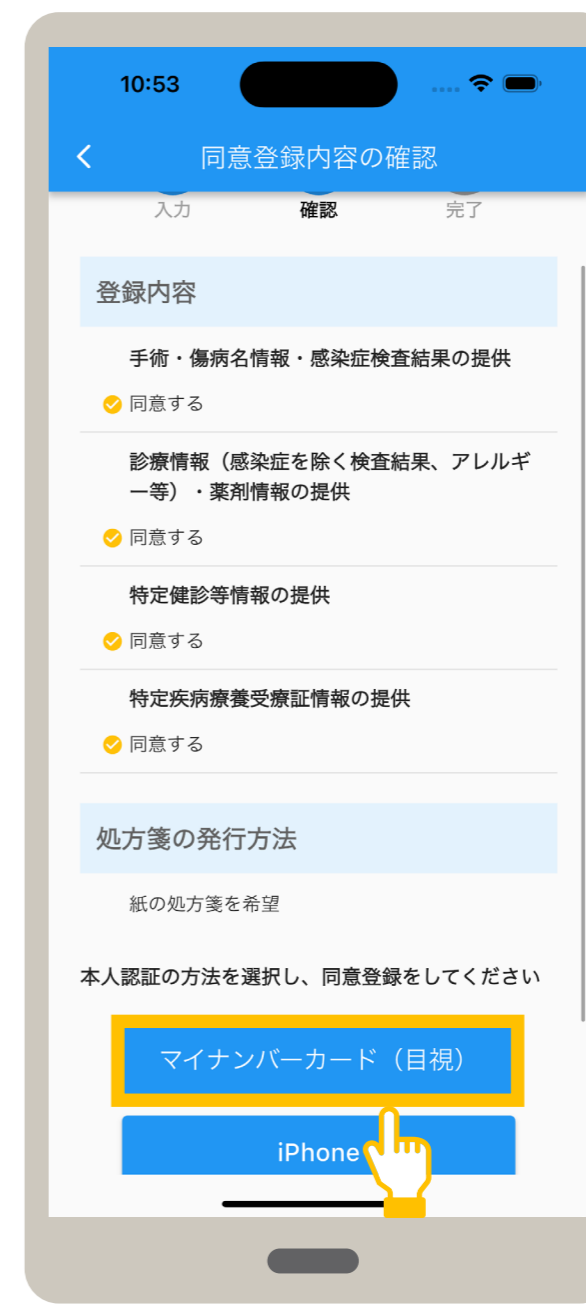 10:53
同意登録内容の確認
入力 確認 完了
登録内容
手術・傷病名情報・感染症検査結果の提供
同意する
診療情報（感染症を除く検査結果、アレルギ
ー等）・薬剤情報の提供
同意する
特定健診等情報の提供
同意する
特定疾病療養受療証情報の提供
同意する
処方箋の発行方法
紙の処方箋を希望
本人認証の方法を選択し、同意登録をしてください
マイナンバーカード（目視）
iPhone